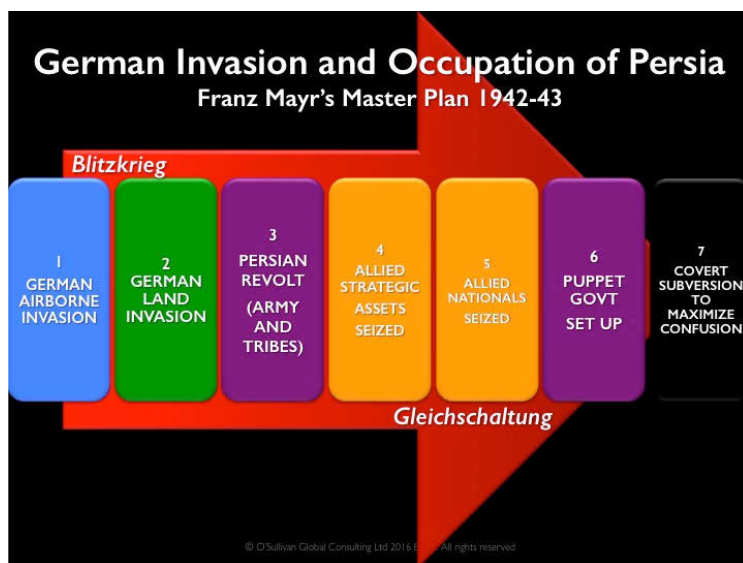 German Invasion and Occupation of Persia
Franz Mayr's Master Plan 1942-43
Blitzkrieg
1
GERMAN
AIRBORNE
INVASION
2
GERMAN
LAND
INVASION
3
PERSIAN
REVOLT
(ARMY
AND
TRIBES)
4
ALLIED
STRATEGIC
ASSETS
SEIZED
5
ALLIED
NATIONALS
SEIZED
6
PUPPET
GOVT
SET UP
7
COVERT
SUBVERSION
TO
MAXIMIZE
CONFUSION
Gleichschaltung
© O'Sullivan Global Consulting Ltd 2016 All rights reserved